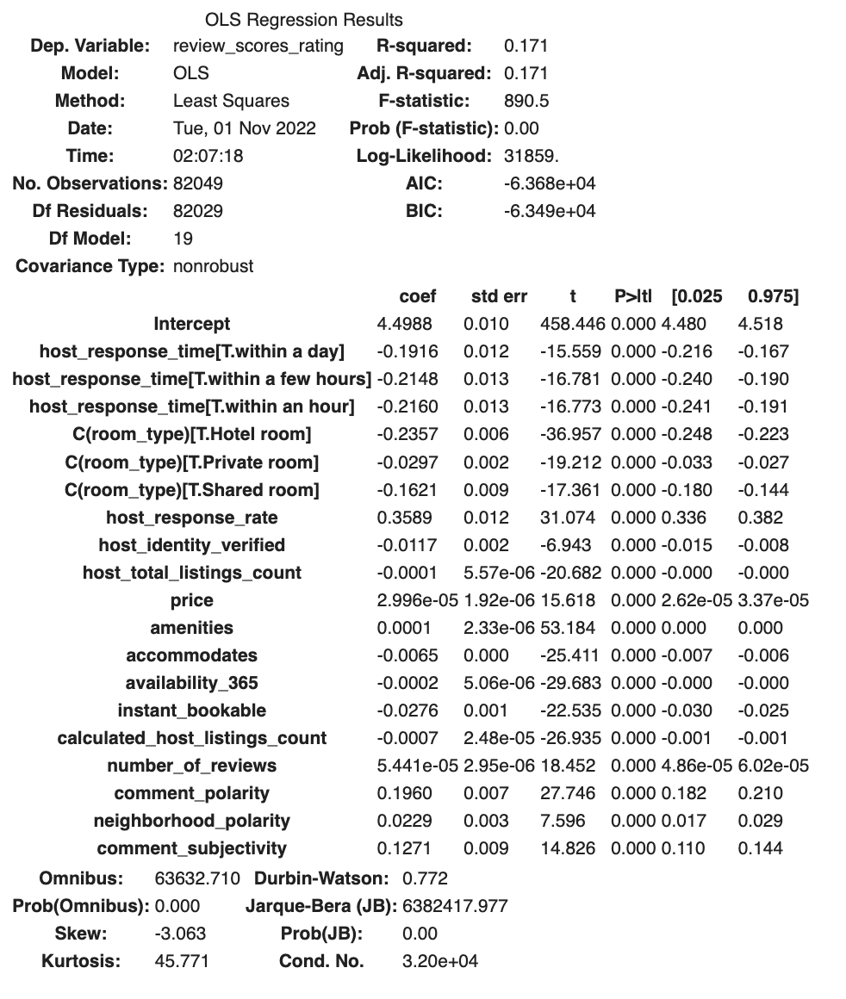 OLS Regression Results
Dep. Variable: review_scores_rating R-squared: 0.171
Model: OLS Adj. R-squared: 0.171
Method: Least Squares F-statistic: 890.5
Date: Tue, 01 Nov 2022 Prob (F-statistic): 0.00
Time: 02:07:18 Log-Likelihood: 31859.
No. Observations: 82049 AIC: -6.368e+04
Df Residuals: 82029 BIC: -6.349e+04
Df Model: 19
Covariance Type: nonrobust
coef std err t P>|t| [0.025 0.975]
Intercept 4.4988 0.010 458.446 0.000 4.480 4.518
host_response_time[T.within a day] -0.1916 0.012 -15.559 0.000 -0.216 -0.167
host_response_time[T.within a few hours] -0.2148 0.013 -16.781 0.000 -0.240 -0.190
host_response_time[T.within an hour] -0.2160 0.013 -16.773 0.000 -0.241 -0.191
C(room_type)[T.Hotel room] -0.2357 0.006 -36.957 0.000 -0.248 -0.223
C(room_type)[T.Private room] -0.0297 0.002 -19.212 0.000 -0.033 -0.027
C(room_type)[T.Shared room] -0.1621 0.009 -17.361 0.000 -0.180 -0.144
host_response_rate 0.3589 0.012 31.074 0.000 0.336 0.382
host_identity_verified -0.0117 0.002 -6.943 0.000 -0.015 -0.008
host_total_listings_count -0.0001 5.57e-06 -20.682 0.000 -0.000 -0.000
price 2.996e-05 1.92e-06 15.618 0.000 2.62e-05 3.37e-05
amenities 0.0001 2.33e-06 53.184 0.000 0.000 0.000
accommodates -0.0065 0.000 -25.411 0.000 -0.007 -0.006
availability_365 -0.0002 5.06e-06 -29.683 0.000 -0.000 -0.000
instant_bookable -0.0276 0.001 -22.535 0.000 -0.030 -0.025
calculated_host_listings_count -0.0007 2.48e-05 -26.935 0.000 -0.001 -0.001
number_of_reviews 5.441e-05 2.95e-06 18.452 0.000 4.86e-05 6.02e-05
comment_polarity 0.1960 0.007 27.746 0.000 0.182 0.210
neighborhood_polarity 0.0229 0.003 7.596 0.000 0.017 0.029
comment_subjectivity 0.1271 0.009 14.826 0.000 0.110 0.144
Omnibus: 63632.710 Durbin-Watson: 0.772
Prob(Omnibus): 0.000 Jarque-Bera (JB): 6382417.977
Skew: -3.063 Prob(JB): 0.00
Kurtosis: 45.771 Cond. No. 3.20e+04